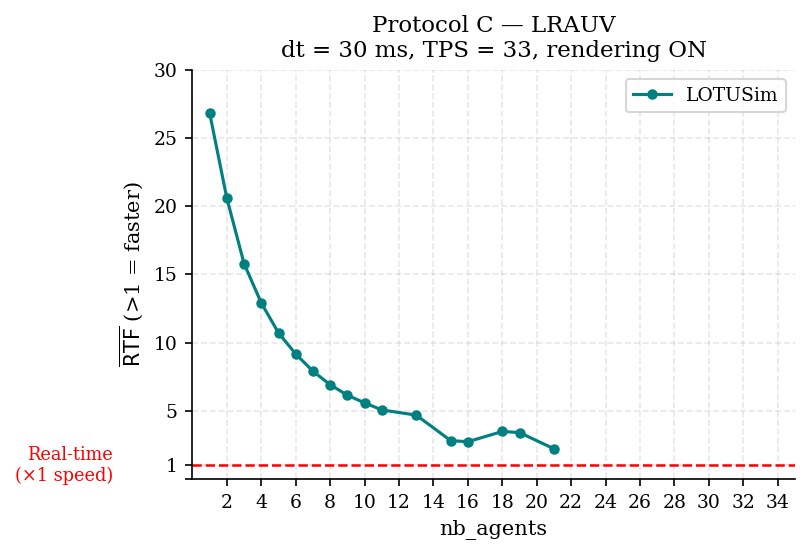 Protocol C — LRAUV
dt = 30 ms, TPS = 33, rendering ON
LOTUSim
30
25
20
15
10
5
1
RTF (>1 = faster)
Real-time
(×1 speed)
2 4 6 8 10 12 14 16 18 20 22 24 26 28 30 32 34
nb_agents